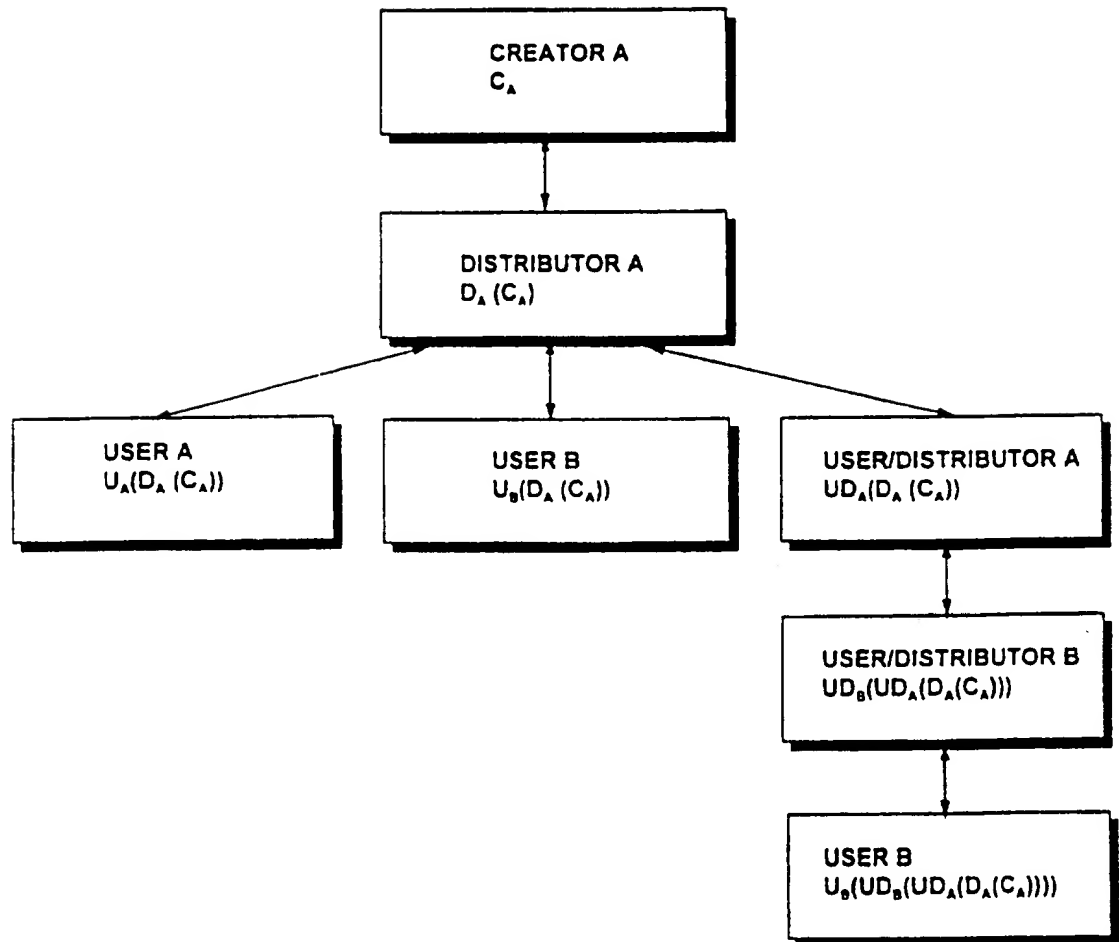 CREATOR A
C_A
DISTRIBUTOR A
D_A (C_A)
USER A
U_A(D_A (C_A))
USER B
U_B(D_A (C_A))
USER/DISTRIBUTOR A
UD_A(D_A (C_A))
USER/DISTRIBUTOR B
UD_B(UD_A(D_A(C_A)))
USER B
U_B(UD_B(UD_A(D_A(C_A))))